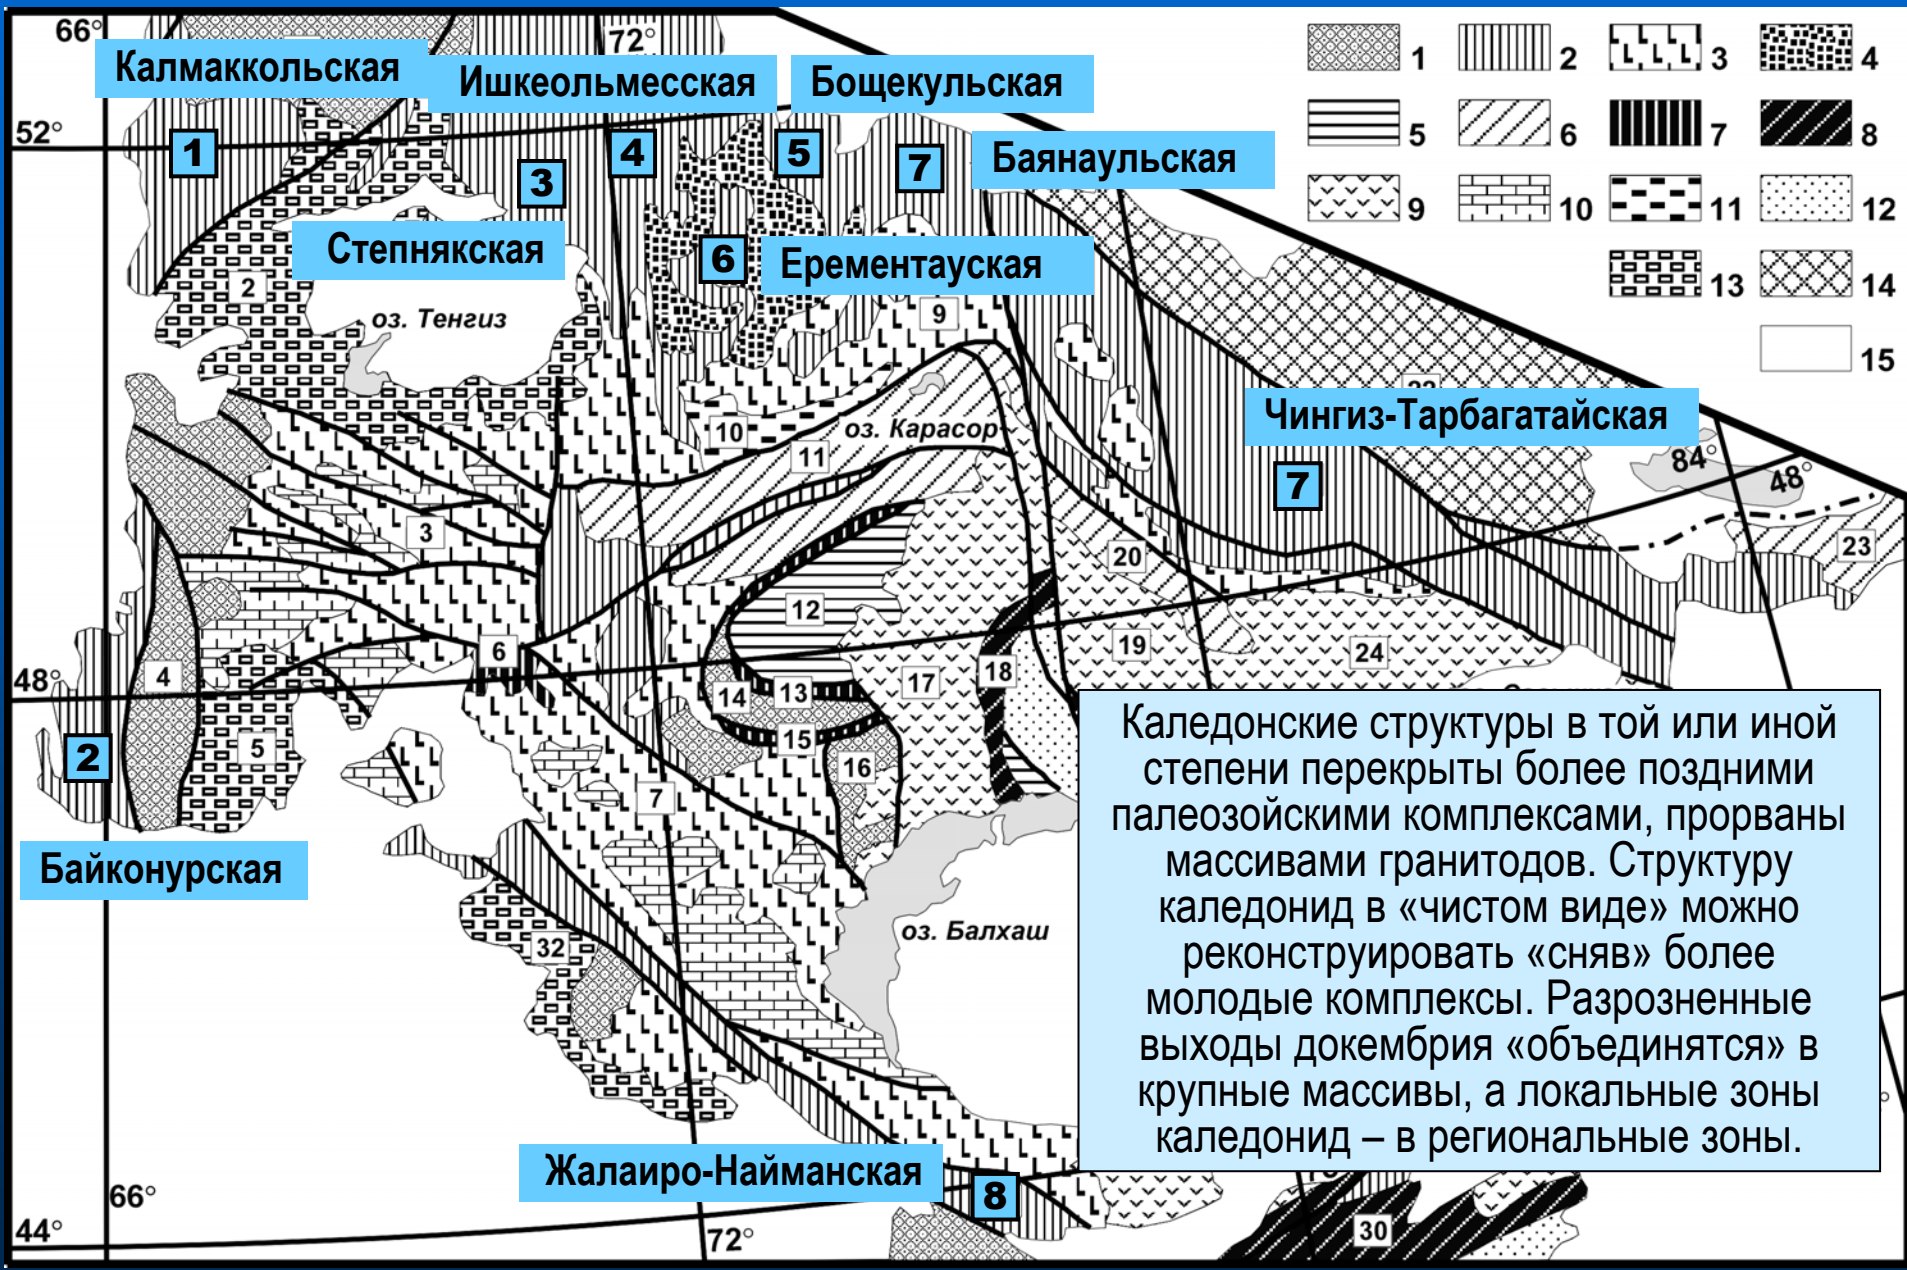 66°
72°
1
2
3
4
Калмаккольская
Ишкеольмесская
Бощекульская
52°
5
6
7
8
1
4
5
7
Баянаульская
3
9
10
11
12
Степнякская
6
Ерементауская
2
13
14
оз. Тенгиз
9
15
Чингиз-Тарбагатайская
10
оз. Карасор
11
84°
48°
7
3
20
23
12
6
19
24
48°
4
14
13
17
18
5
15
2
16
7
Каледонские структуры в той или иной
степени перекрыты более поздними
палеозойскими комплексами, прорваны
массивами гранитодов. Структуру
каледонид в «чистом виде» можно
реконструировать «сняв» более
молодые комплексы. Разрозненные
выходы докембрия «объединятся» в
крупные массивы, а локальные зоны
каледонид – в региональные зоны.
Байконурская
оз. Балхаш
32
Жалаиро-Найманская
8
66°
44°
72°
30